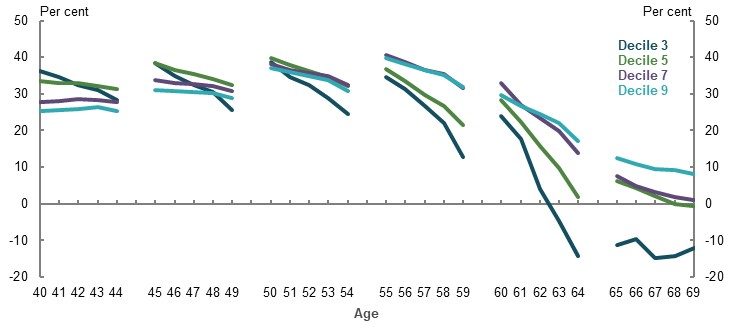 Per cent Per cent
50 50
40 40
30 30
20 20
10 10
0 0
-10 -10
-20 -20
Decile 3
Decile 5
Decile 7
Decile 9
40 41 42 43 44 45 46 47 48 49 50 51 52 53 54 55 56 57 58 59 60 61 62 63 64 65 66 67 68 69
Age